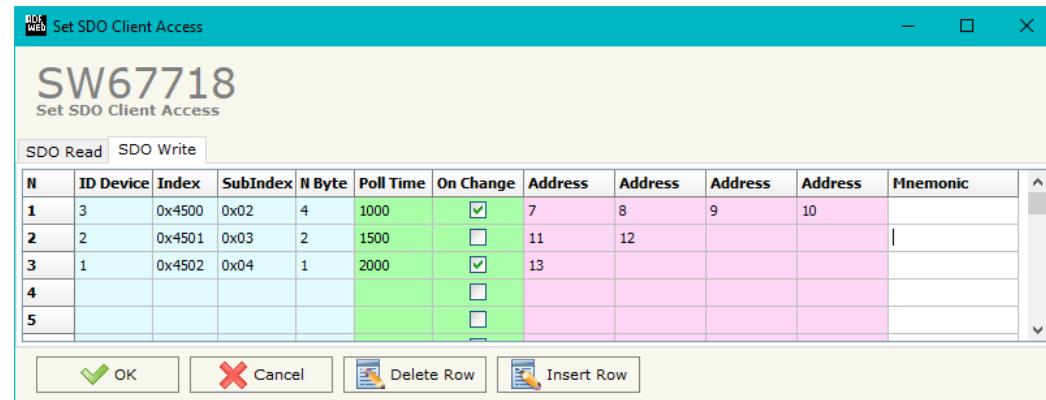 ADF WEB Set SDO Client Access
SW67718
Set SDO Client Access
SDO Read SDO Write
N ID Device Index SubIndex N Byte Poll Time On Change Address Address Address Address Mnemonic
1 3 0x4500 0x02 4 1000 7 8 9 10
2 2 0x4501 0x03 2 1500 11 12
3 1 0x4502 0x04 1 2000 13
4
5
OK Cancel Delete Row Insert Row